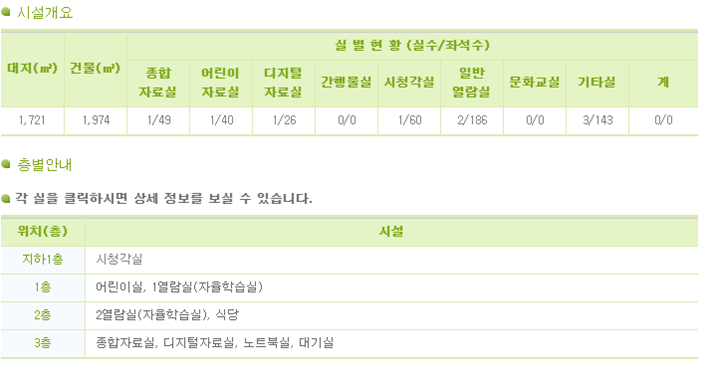 시설개요
대지(㎡) 건물(㎡) 실 별 현 황 (실수/좌석수)
종합 자료실 어린이 자료실 디지털 자료실 간행물실 시청각실 일반 열람실 문화교실 기타실 계
1,721 1,974 1/49 1/40 1/26 0/0 1/60 2/186 0/0 3/143 0/0
층별안내
각 실을 클릭하시면 상세 정보를 보실 수 있습니다.
위치(층) 시설
지하1층 시청각실
1층 어린이실, 1열람실(자율학습실)
2층 2열람실(자율학습실), 식당
3층 종합자료실, 디지털자료실, 노트북실, 대기실